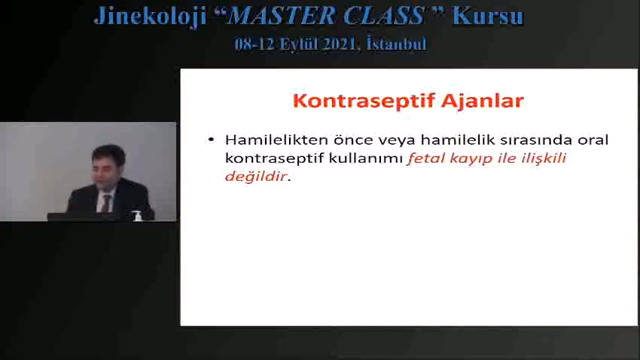 Jinekoloji “MASTER CLASS ” Kursu
08-12 Eylül 2021, İstanbul
Kontraseptif Ajanlar
• Hamilelikten önce veya hamilelik sırasında oral
kontraseptif kullanımı fetal kayıp ile ilişkili
değildir.